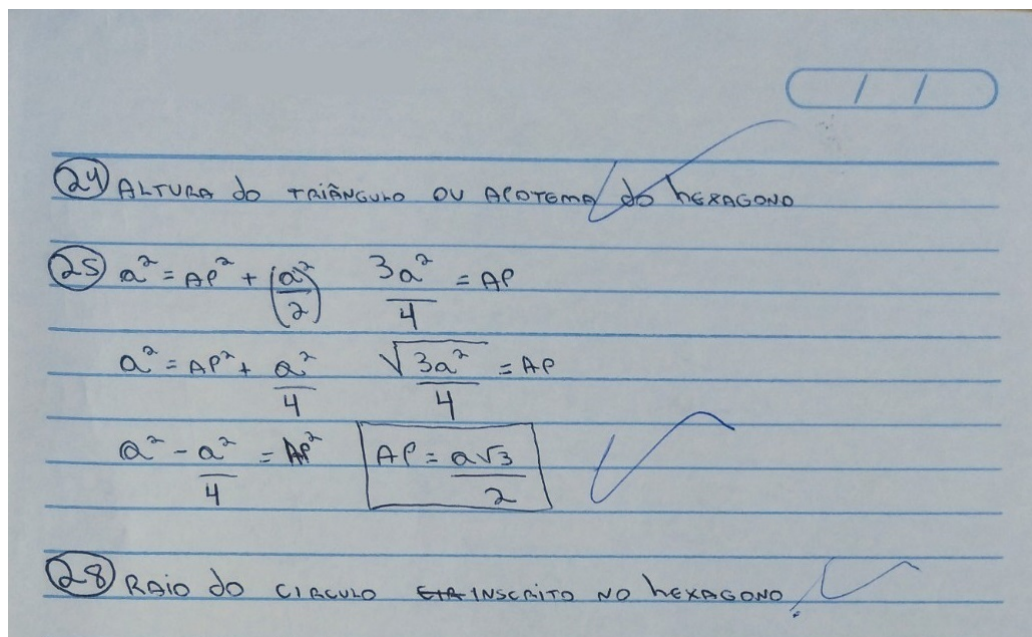 24 ALTURA do TRIÂNGULO OU APOTEMA do hEXAGONO
25 a² = AP² + (a/2)² 3a²/4 = AP
a² = AP² + a²/4 √3a²/4 = AP
a² - a²/4 = AP² AP = a√3/2
28 RAIO do CIRCULO INSCRITO NO hEXAGONO.